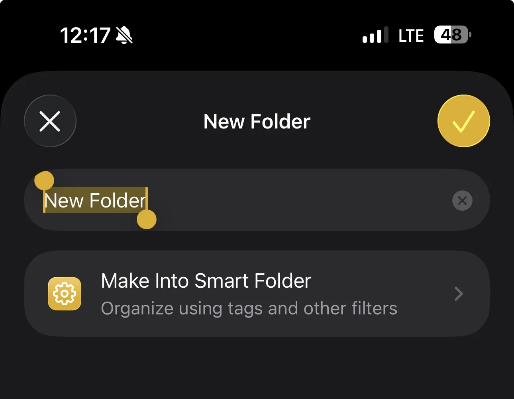 12:17
LTE 48
New Folder
New Folder
Make Into Smart Folder
Organize using tags and other filters